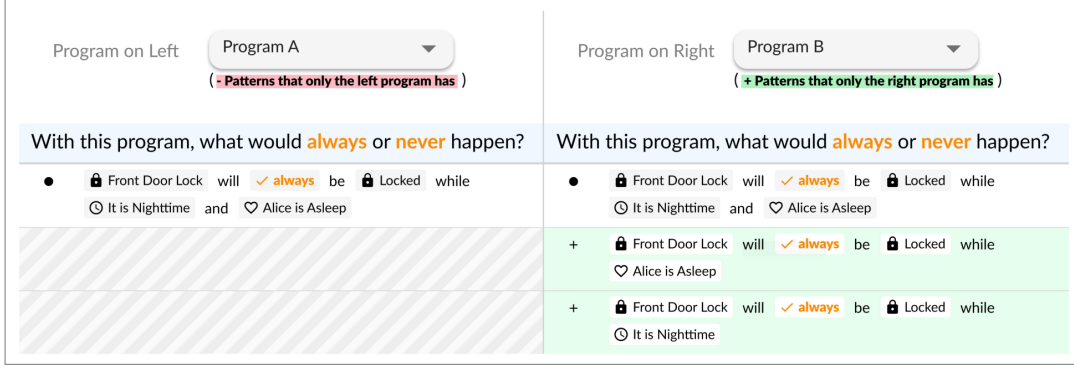 Program on Left
Program A
( - Patterns that only the left program has )
Program on Right
Program B
( + Patterns that only the right program has )
With this program, what would always or never happen?
Front Door Lock will ✓ always be Locked while
It is Nighttime and Alice is Asleep
With this program, what would always or never happen?
Front Door Lock will ✓ always be Locked while
It is Nighttime and Alice is Asleep
+ Front Door Lock will ✓ always be Locked while
Alice is Asleep
+ Front Door Lock will ✓ always be Locked while
It is Nighttime